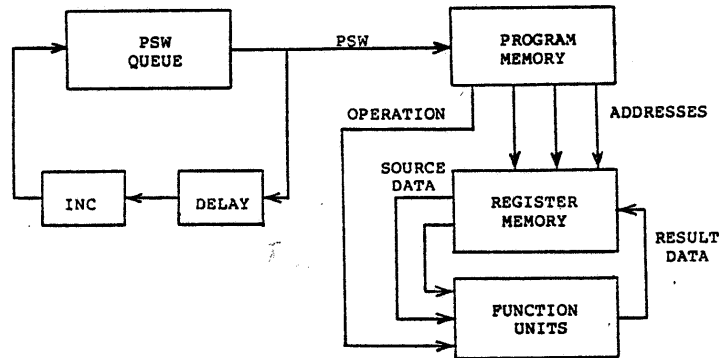 PSW
QUEUE
PSW
PROGRAM
MEMORY
OPERATION
ADDRESSES
SOURCE
DATA
INC
DELAY
REGISTER
MEMORY
RESULT
DATA
FUNCTION
UNITS